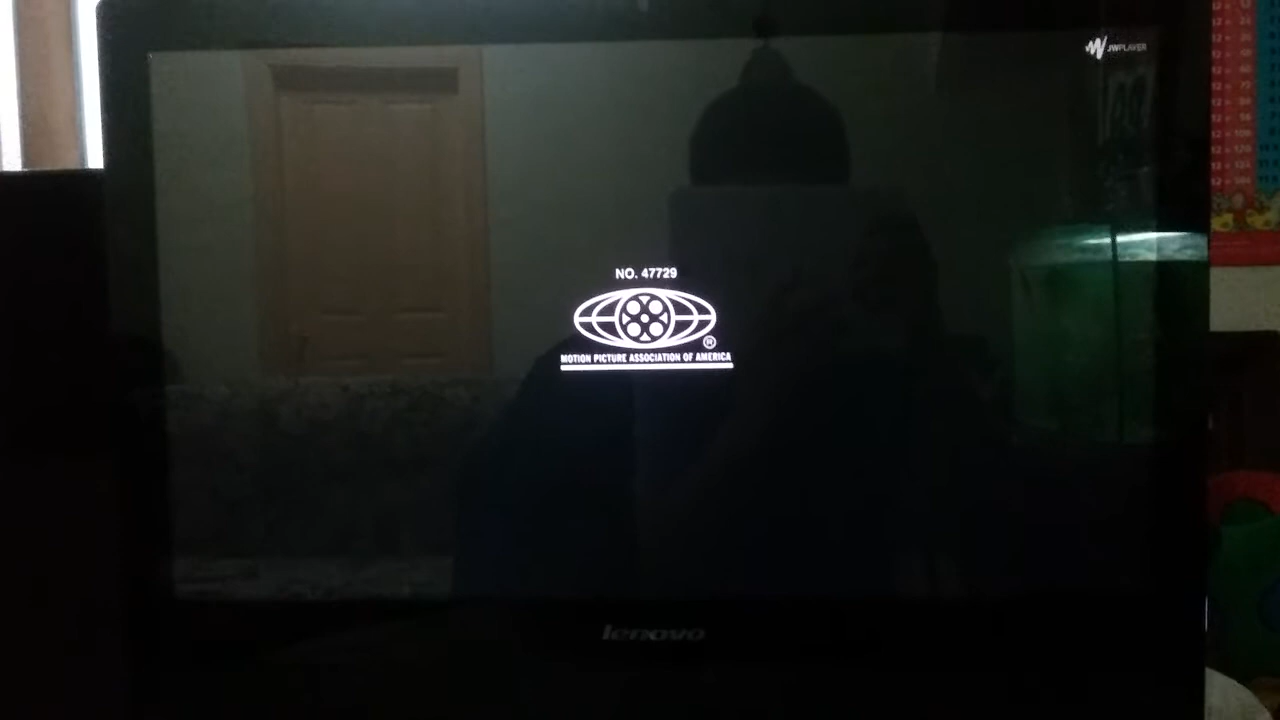 JWPLAYER
NO. 47729
MOTION PICTURE ASSOCIATION OF AMERICA
lenovo